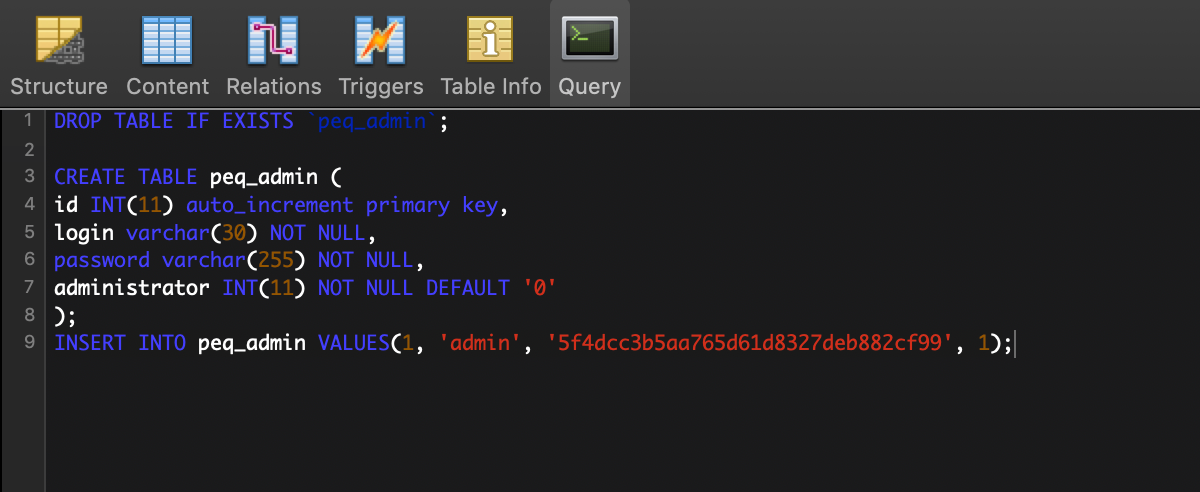 Structure Content Relations Triggers Table Info Query
1 DROP TABLE IF EXISTS `peq_admin`;
2
3 CREATE TABLE peq_admin (
4 id INT(11) auto_increment primary key,
5 login varchar(30) NOT NULL,
6 password varchar(255) NOT NULL,
7 administrator INT(11) NOT NULL DEFAULT '0'
8 );
9 INSERT INTO peq_admin VALUES(1, 'admin', '5f4dcc3b5aa765d61d8327deb882cf99', 1);